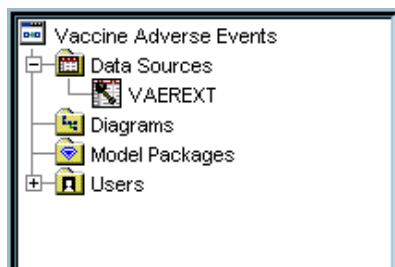 Vaccine Adverse Events
Data Sources
VAEREXT
Diagrams
Model Packages
Users